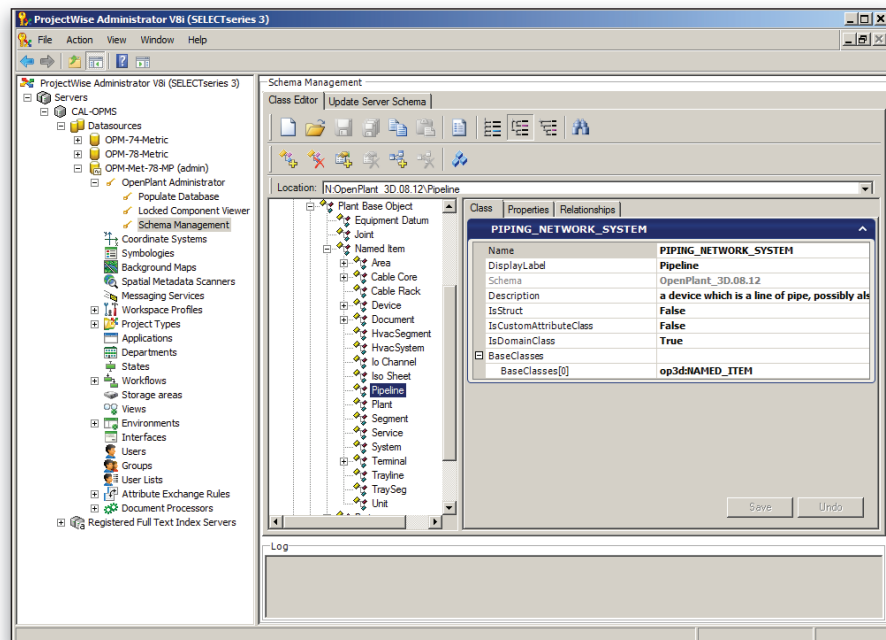 ProjectWise Administrator V8i (SELECTseries 3)
File Action View Window Help
ProjectWise Administrator V8i (SELECTseries 3)
Servers
CAL-OPMS
Datasources
OPM-74-Metric
OPM-78-Metric
OPM-Met-78-MP (admin)
OpenPlant Administrator
Populate Database
Locked Component Viewer
Schema Management
Coordinate Systems
Symbologies
Background Maps
Spatial Metadata Scanners
Messaging Services
Workspace Profiles
Project Types
Applications
Departments
States
Workflows
Storage areas
Views
Environments
Interfaces
Users
Groups
User Lists
Attribute Exchange Rules
Document Processors
Registered Full Text Index Servers
Schema Management
Class Editor Update Server Schema
Location: N:OpenPlant_3D.08.12\Pipeline
Plant Base Object
Equipment Datum
Joint
Named Item
Area
Cable Core
Cable Rack
Device
Document
HvacSegment
HvacSystem
Io Channel
Iso Sheet
Pipeline
Plant
Segment
Service
System
Terminal
Trayline
TraySeg
Unit
Class Properties Relationships
PIPING_NETWORK_SYSTEM
Name PIPING_NETWORK_SYSTEM
DisplayLabel Pipeline
Schema OpenPlant_3D.08.12
Description a device which is a line of pipe, possibly als
IsStruct False
IsCustomAttributeClass False
IsDomainClass True
BaseClasses
BaseClasses[0] op3d:NAMED_ITEM
Save Undo
Log